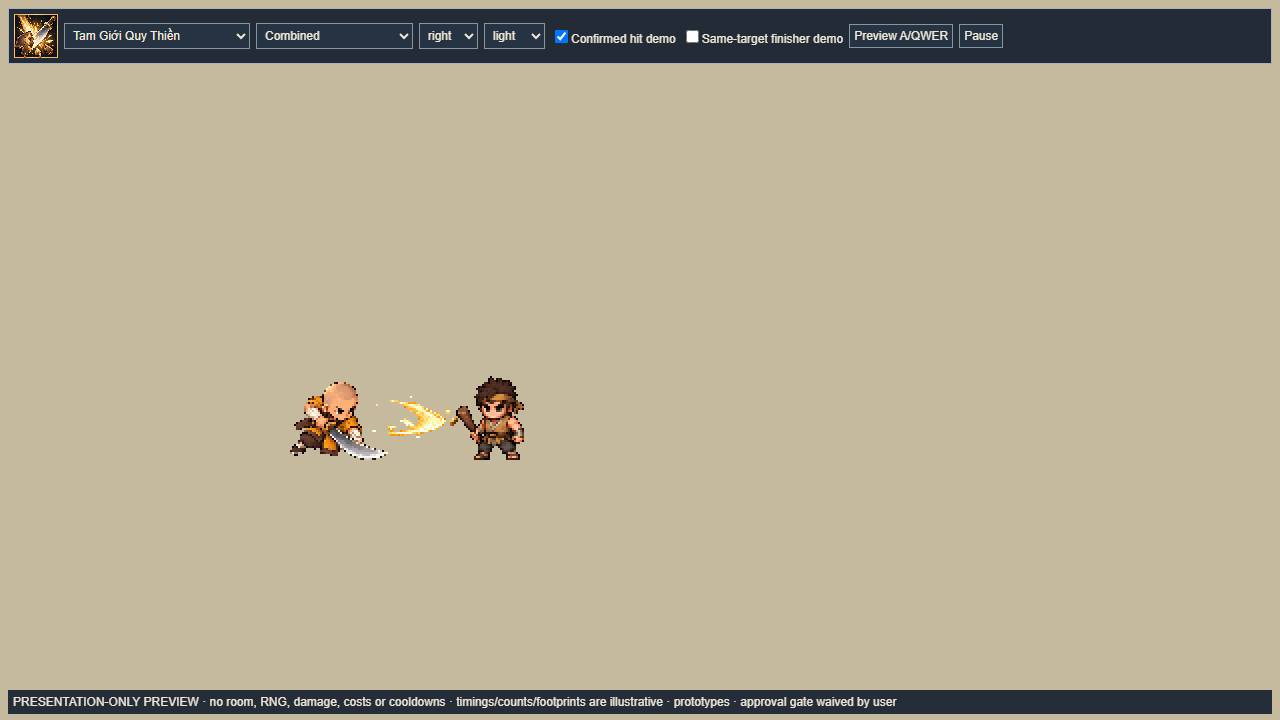 Tam Giới Quy Thiền Combined right light Confirmed hit demo Same-target finisher demo Preview A/QWER Pause
PRESENTATION-ONLY PREVIEW · no room, RNG, damage, costs or cooldowns · timings/counts/footprints are illustrative · prototypes · approval gate waived by user